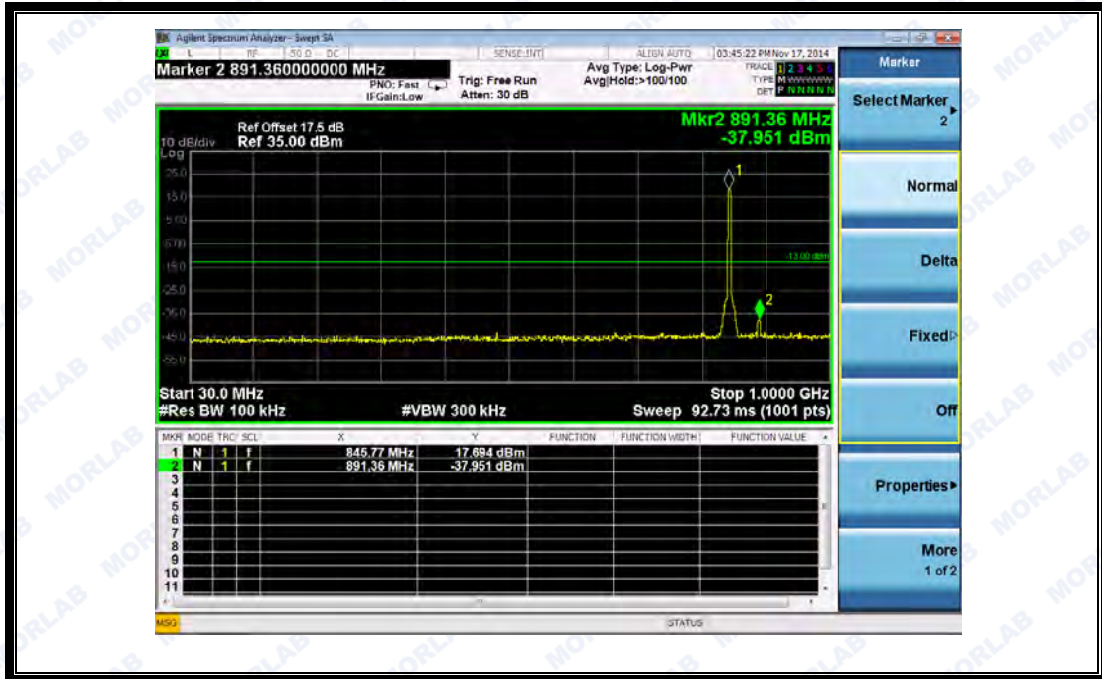 Agilent Spectrum Analyzer - Swept SA
L RF 50 Ω DC SENSE:INT ALIGN AUTO 03:45:22 PM Nov 17, 2014
Marker 2 891.360000000 MHz
PNO: Fast
IFGain:Low
Trig: Free Run
Atten: 30 dB
Avg Type: Log-Pwr
Avg|Hold:>100/100
TRACE 1 2 3 4 5 6
TYPE M
DET P N N N N N
Marker
Select Marker
2
Normal
Delta
Fixed
Off
Properties
More
1 of 2
Mkr2 891.36 MHz
-37.951 dBm
Ref Offset 17.5 dB
10 dB/div Ref 35.00 dBm
Log
25.0
15.0
5.00
-5.00
-15.0
-25.0
-35.0
-45.0
-55.0
1
2
-13.00 dBm
Start 30.0 MHz Stop 1.0000 GHz
#Res BW 100 kHz #VBW 300 kHz Sweep 92.73 ms (1001 pts)
MKR MODE TRC SCL X Y FUNCTION FUNCTION WIDTH FUNCTION VALUE
1 N 1 f 845.77 MHz 17.694 dBm
2 N 1 f 891.36 MHz -37.951 dBm
3
4
5
6
7
8
9
10
11
MSG STATUS
MORLAB